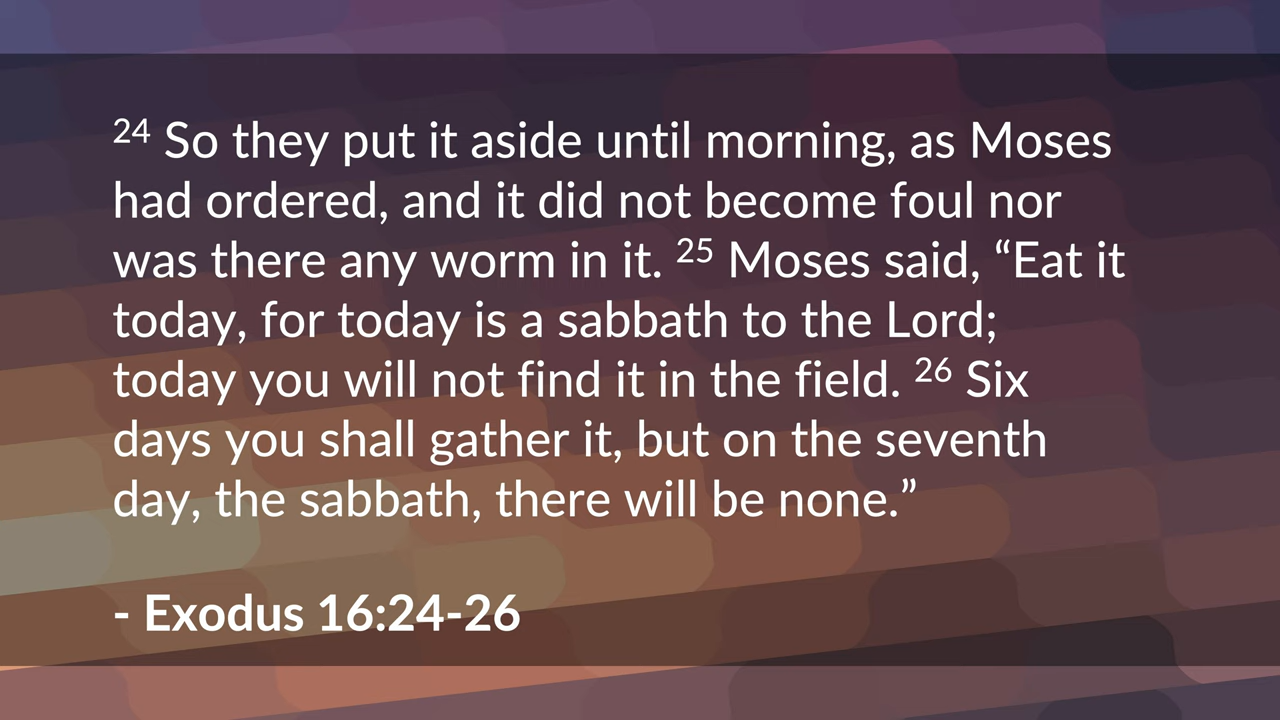 24 So they put it aside until morning, as Moses
had ordered, and it did not become foul nor
was there any worm in it. 25 Moses said, “Eat it
today, for today is a sabbath to the Lord;
today you will not find it in the field. 26 Six
days you shall gather it, but on the seventh
day, the sabbath, there will be none.”
- Exodus 16:24-26